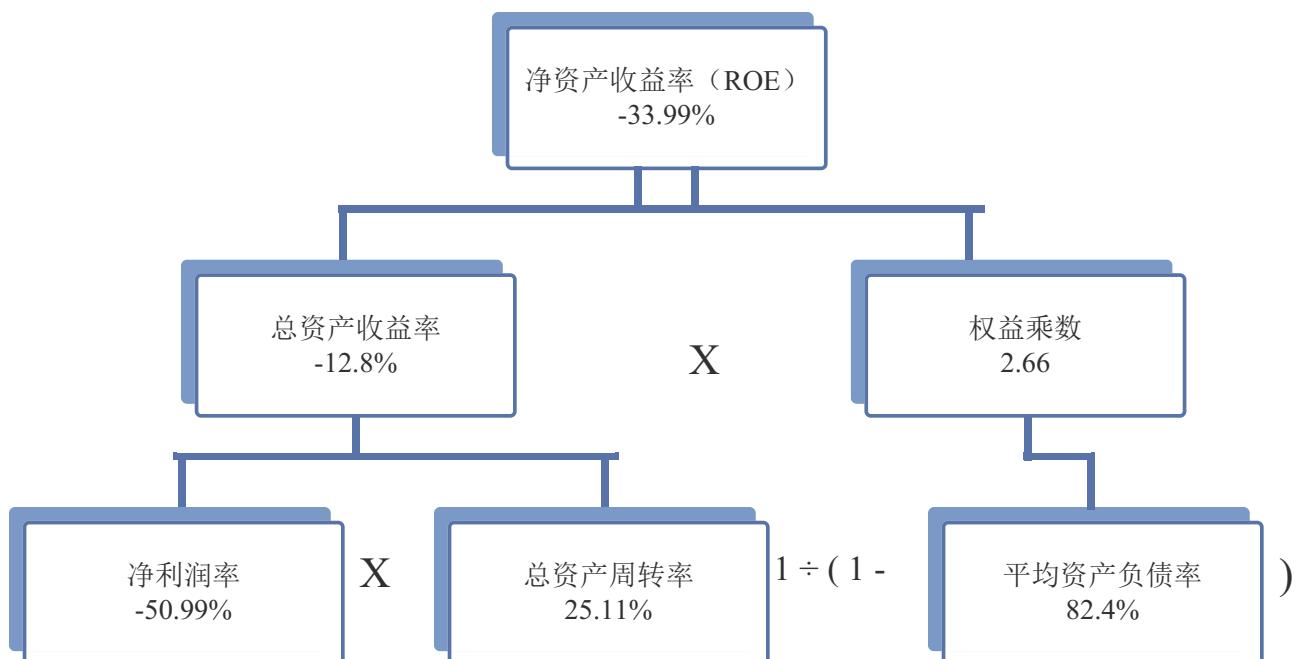 净资产收益率（ROE）
-33.99%
总资产收益率
-12.8%
X
权益乘数
2.66
净利润率
-50.99%
X
总资产周转率
25.11%
1 ÷ ( 1 -
平均资产负债率
82.4%
)